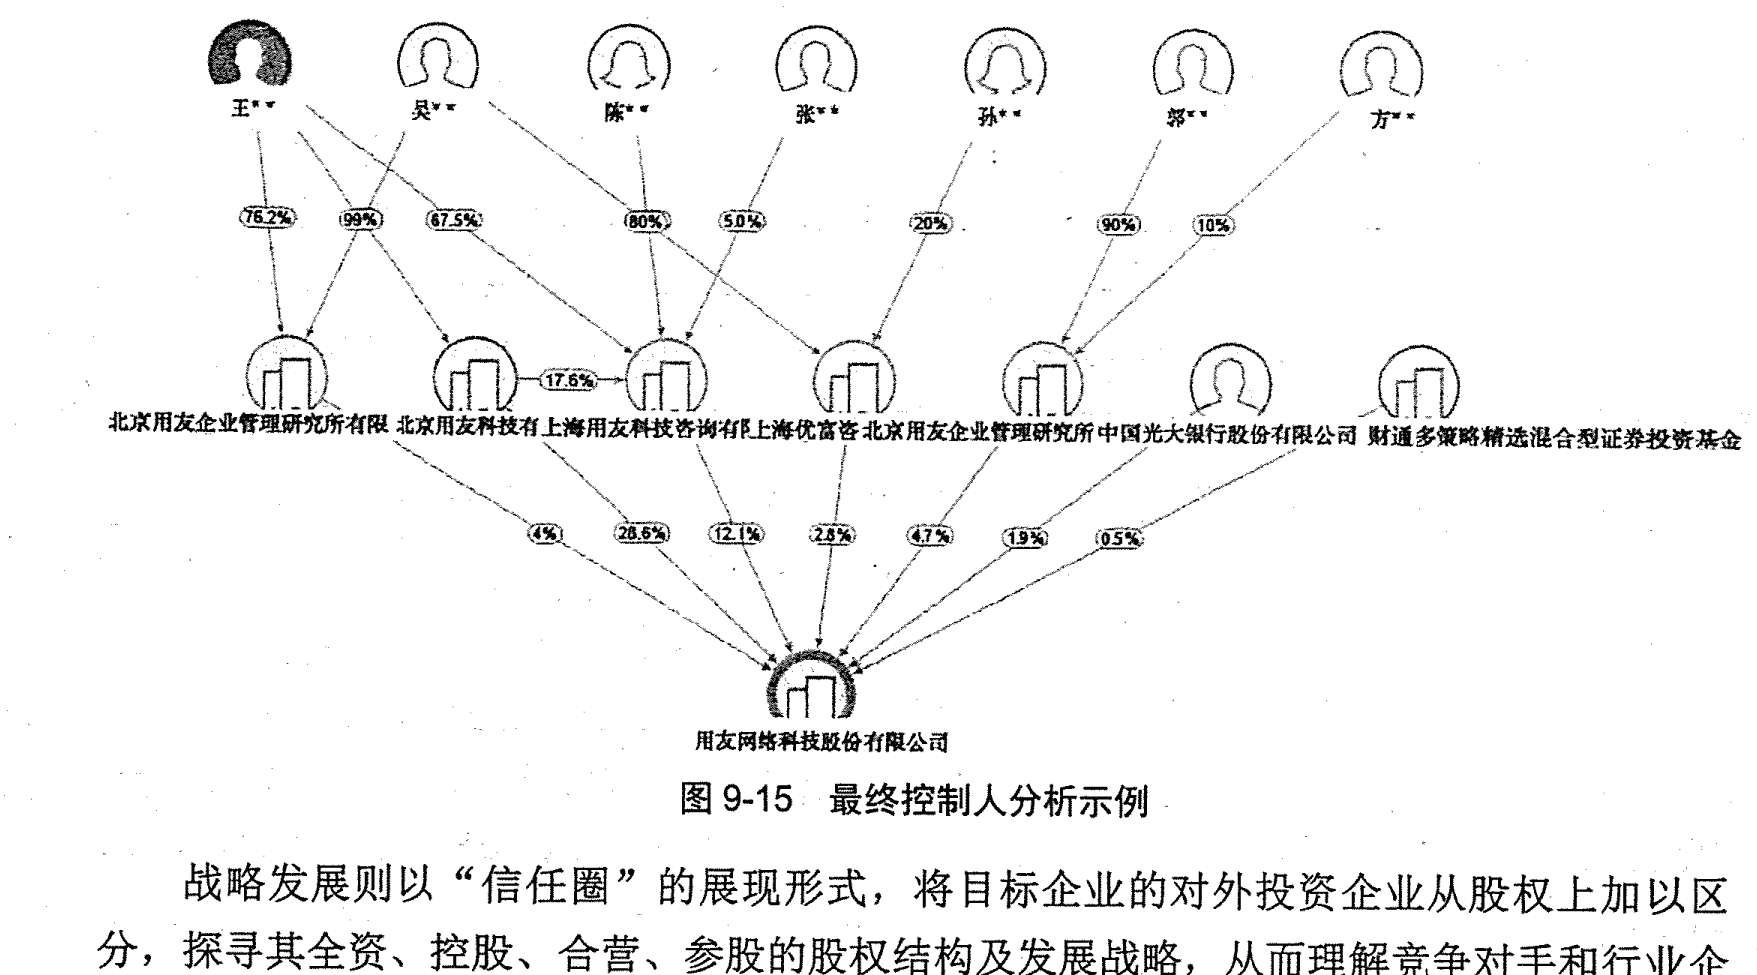 王** 吴** 陈** 张** 孙** 郭** 方**
76.2% 99% 67.5% 80% 5.0% 20% 90% 10%
17.6%
北京用友企业管理研究所有限 北京用友科技有 上海用友科技咨询有限 上海优富咨 北京用友企业管理研究所 中国光大银行股份有限公司 财通多策略精选混合型证券投资基金
4% 28.6% 12.1% 2.8% 4.7% 1.9% 0.5%
用友网络科技股份有限公司
图 9-15 最终控制人分析示例
战略发展则以“信任圈”的展现形式，将目标企业的对外投资企业从股权上加以区
分，探寻其全资、控股、合营、参股的股权结构及发展战略，从而理解竞争对手和行业企